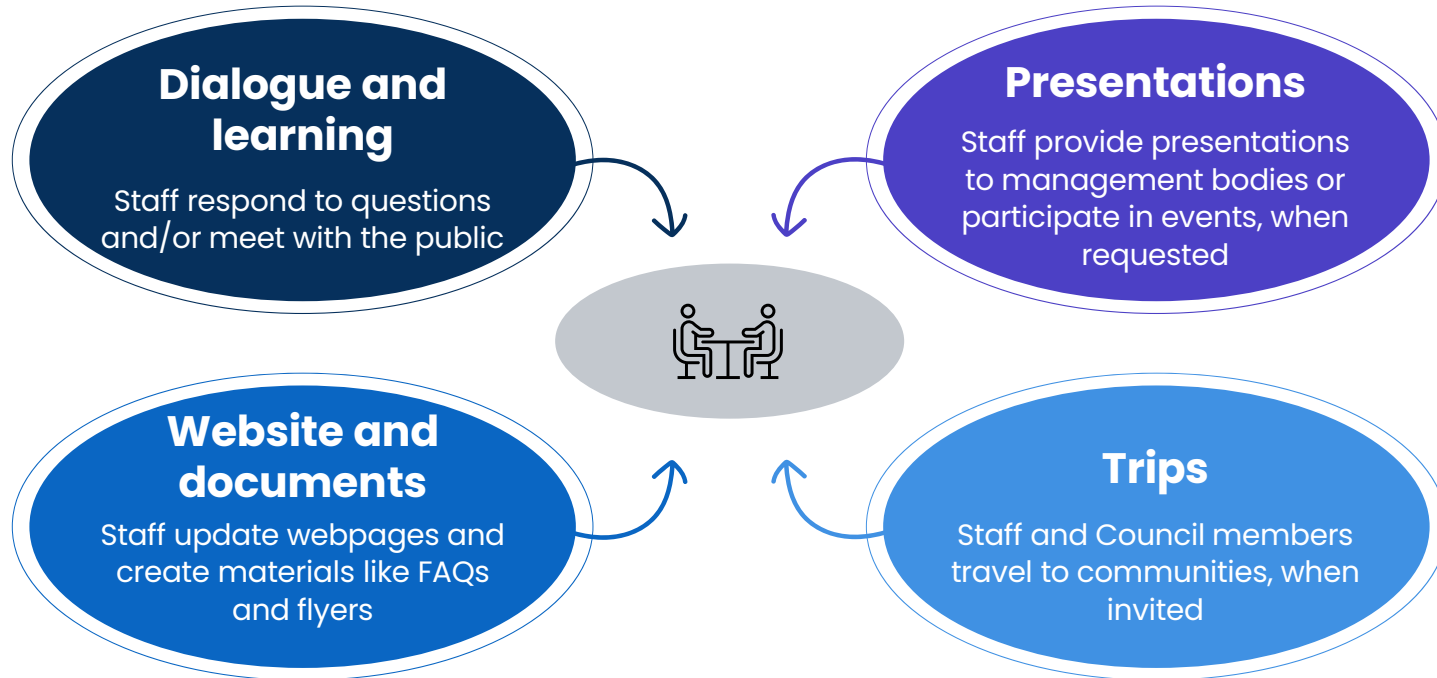 Dialogue and
learning
Staff respond to questions
and/or meet with the public
Presentations
Staff provide presentations
to management bodies or
participate in events, when
requested
Website and
documents
Staff update webpages and
create materials like FAQs
and flyers
Trips
Staff and Council members
travel to communities, when
invited